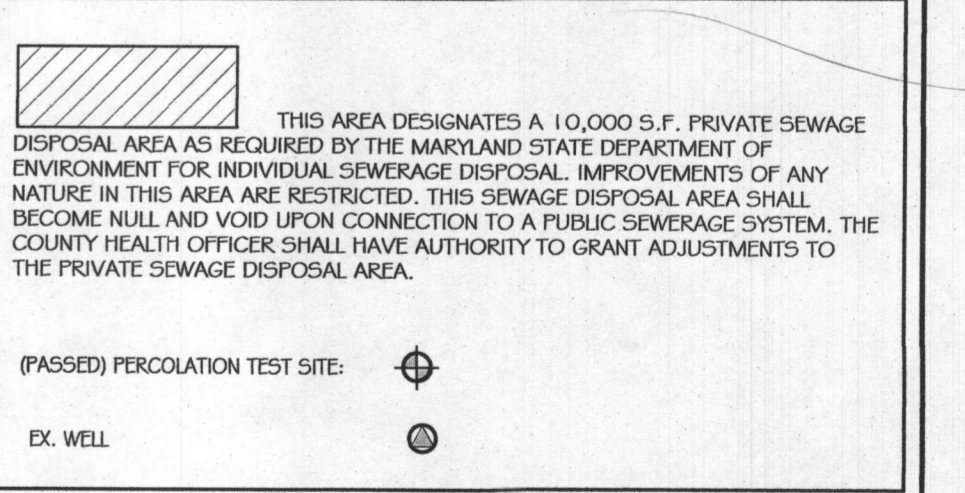 THIS AREA DESIGNATES A 10,000 S.F. PRIVATE SEWAGE
DISPOSAL AREA AS REQUIRED BY THE MARYLAND STATE DEPARTMENT OF
ENVIRONMENT FOR INDIVIDUAL SEWERAGE DISPOSAL. IMPROVEMENTS OF ANY
NATURE IN THIS AREA ARE RESTRICTED. THIS SEWAGE DISPOSAL AREA SHALL
BECOME NULL AND VOID UPON CONNECTION TO A PUBLIC SEWERAGE SYSTEM. THE
COUNTY HEALTH OFFICER SHALL HAVE AUTHORITY TO GRANT ADJUSTMENTS TO
THE PRIVATE SEWAGE DISPOSAL AREA.
(PASSED) PERCOLATION TEST SITE:
EX. WELL